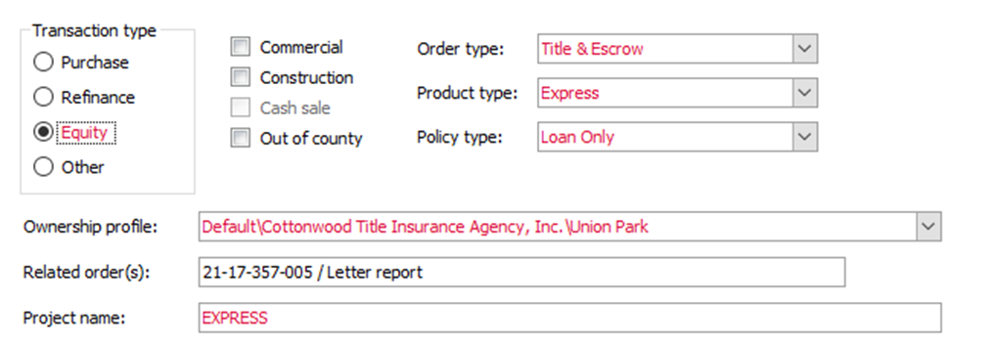 Transaction type
Purchase
Refinance
Equity
Other
Commercial
Construction
Cash sale
Out of county
Order type: Title & Escrow
Product type: Express
Policy type: Loan Only
Ownership profile: Default\Cottonwood Title Insurance Agency, Inc.\Union Park
Related order(s): 21-17-357-005 / Letter report
Project name: EXPRESS